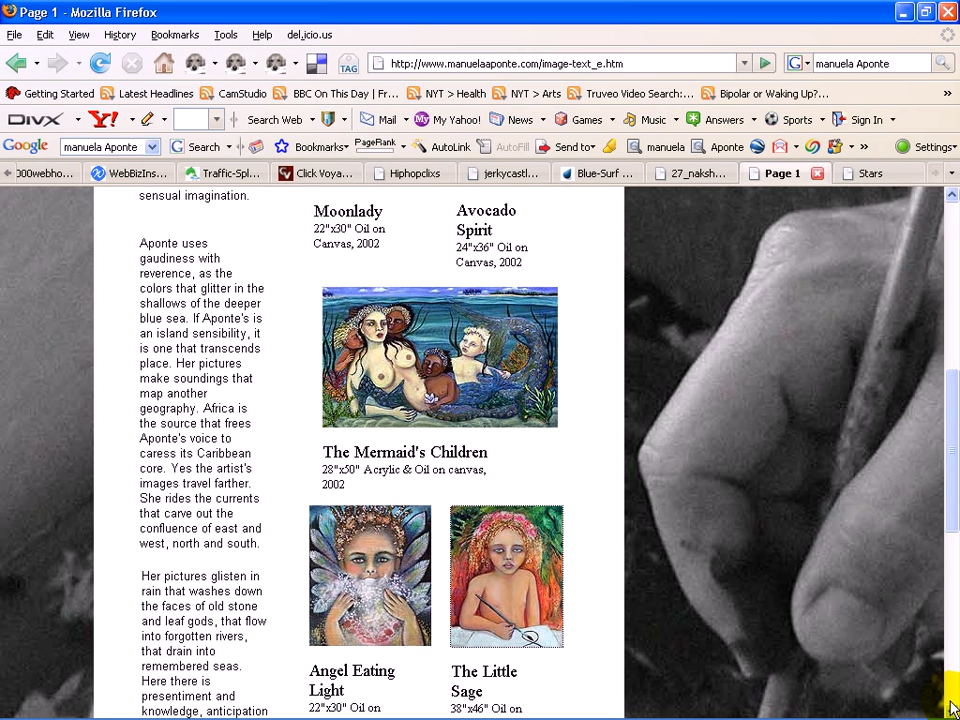 Page 1 - Mozilla Firefox
File Edit View History Bookmarks Tools Help del.icio.us
TAG http://www.manuelaaponte.com/image-text_e.htm G manuela Aponte
Getting Started Latest Headlines CamStudio BBC On This Day | Fr... NYT > Health NYT > Arts Truveo Video Search:... Bipolar or Waking Up?... »
DIVX Y! Search Web Mail My Yahoo! News Games Music Answers Sports Sign In
Google manuela Aponte G Search Bookmarks PageRank AutoLink AutoFill Send to manuela Aponte » Settings
000webho... WebBizIns... Traffic-Spl... Click Voya... Hiphopclixs jerkycastl... Blue-Surf ... 27_naksh... Page 1 Stars
sensual imagination.
Aponte uses
gaudiness with
reverence, as the
colors that glitter in the
shallows of the deeper
blue sea. If Aponte's is
an island sensibility, it
is one that transcends
place. Her pictures
make soundings that
map another
geography. Africa is
the source that frees
Aponte's voice to
caress its Caribbean
core. Yes the artist's
images travel farther.
She rides the currents
that carve out the
confluence of east and
west, north and south.
Her pictures glisten in
rain that washes down
the faces of old stone
and leaf gods, that flow
into forgotten rivers,
that drain into
remembered seas.
Here there is
presentiment and
knowledge, anticipation
Moonlady
22"x30" Oil on
Canvas, 2002
Avocado
Spirit
24"x36" Oil on
Canvas, 2002
The Mermaid's Children
28"x50" Acrylic & Oil on canvas,
2002
Angel Eating
Light
22"x30" Oil on
The Little
Sage
38"x46" Oil on